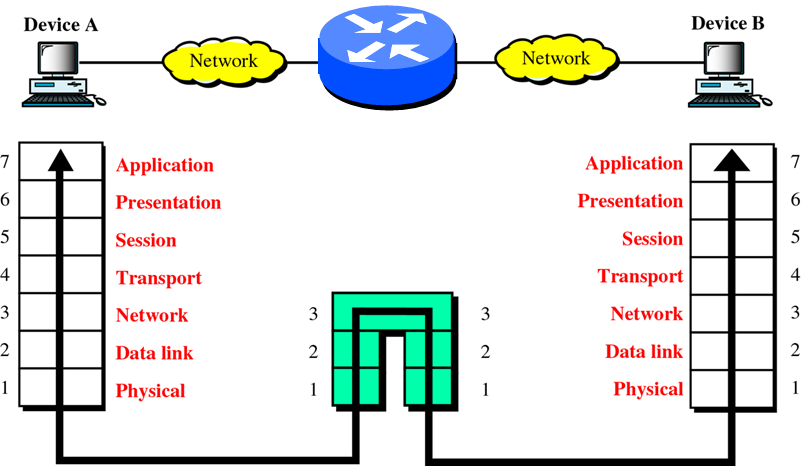 Device A
Device B
Network
Network
7 Application
6 Presentation
5 Session
4 Transport
3 Network
2 Data link
1 Physical
3 3
2 2
1 1
Application 7
Presentation 6
Session 5
Transport 4
Network 3
Data link 2
Physical 1